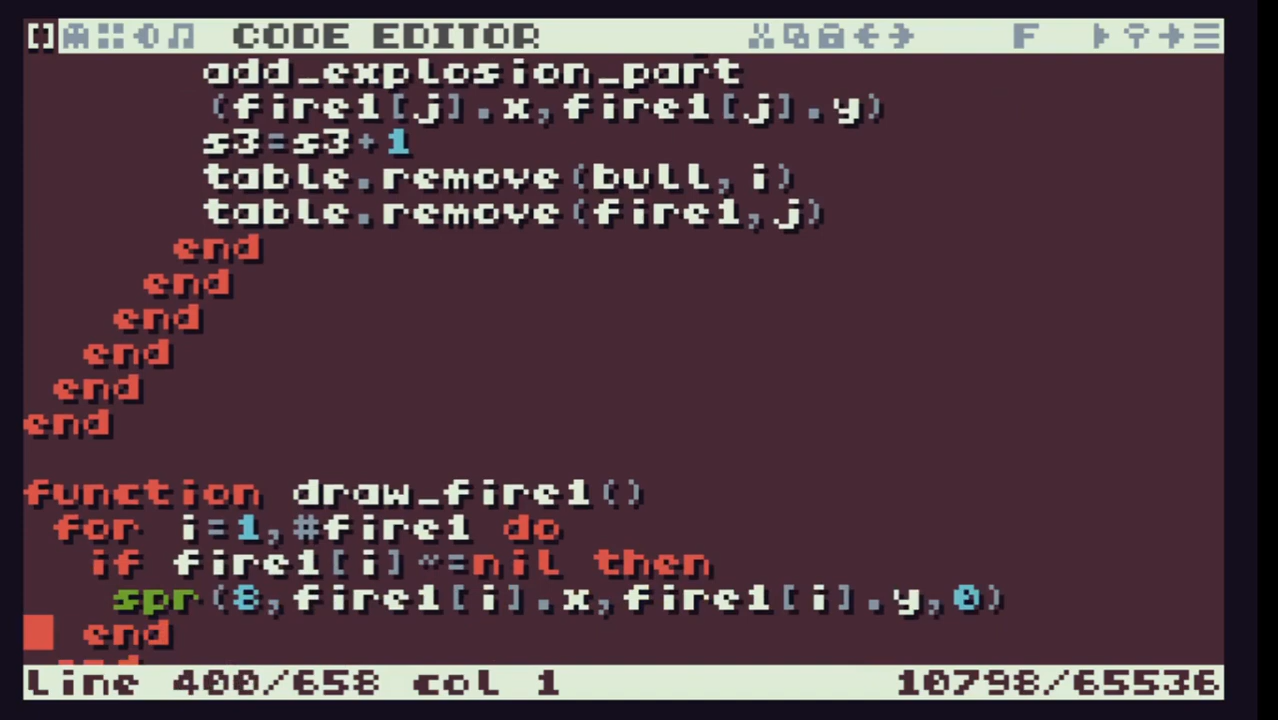 CODE EDITOR F
add_explosion_part
(fire1[j].x,fire1[j].y)
s3=s3+1
table.remove(bull,i)
table.remove(fire1,j)
end
end
end
end
end
end
function draw_fire1()
for i=1,#fire1 do
if fire1[i]~=nil then
spr(8,fire1[i].x,fire1[i].y,0)
end
end
line 400/658 col 1 10798/65536